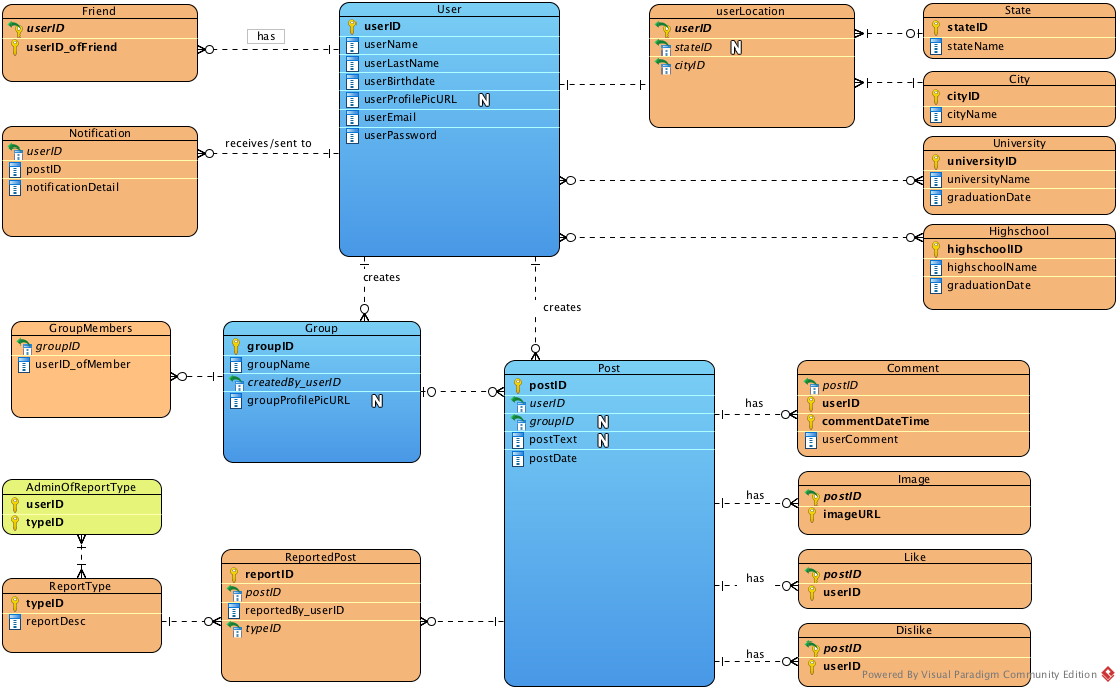 Friend
userID
userID_ofFriend
has
User
userID
userName
userLastName
userBirthdate
userProfilePicURL N
userEmail
userPassword
userLocation
userID
stateID N
cityID
State
stateID
stateName
City
cityID
cityName
Notification
userID
postID
notificationDetail
receives/sent to
University
universityID
universityName
graduationDate
Highschool
highschoolID
highschoolName
graduationDate
creates
creates
GroupMembers
groupID
userID_ofMember
Group
groupID
groupName
createdBy_userID
groupProfilePicURL N
Post
postID
userID
groupID N
postText N
postDate
has
Comment
postID
userID
commentDateTime
userComment
has
Image
postID
imageURL
AdminOfReportType
userID
typeID
ReportType
typeID
reportDesc
ReportedPost
reportID
postID
reportedBy_userID
typeID
has
Like
postID
userID
has
Dislike
postID
userID
Powered By Visual Paradigm Community Edition